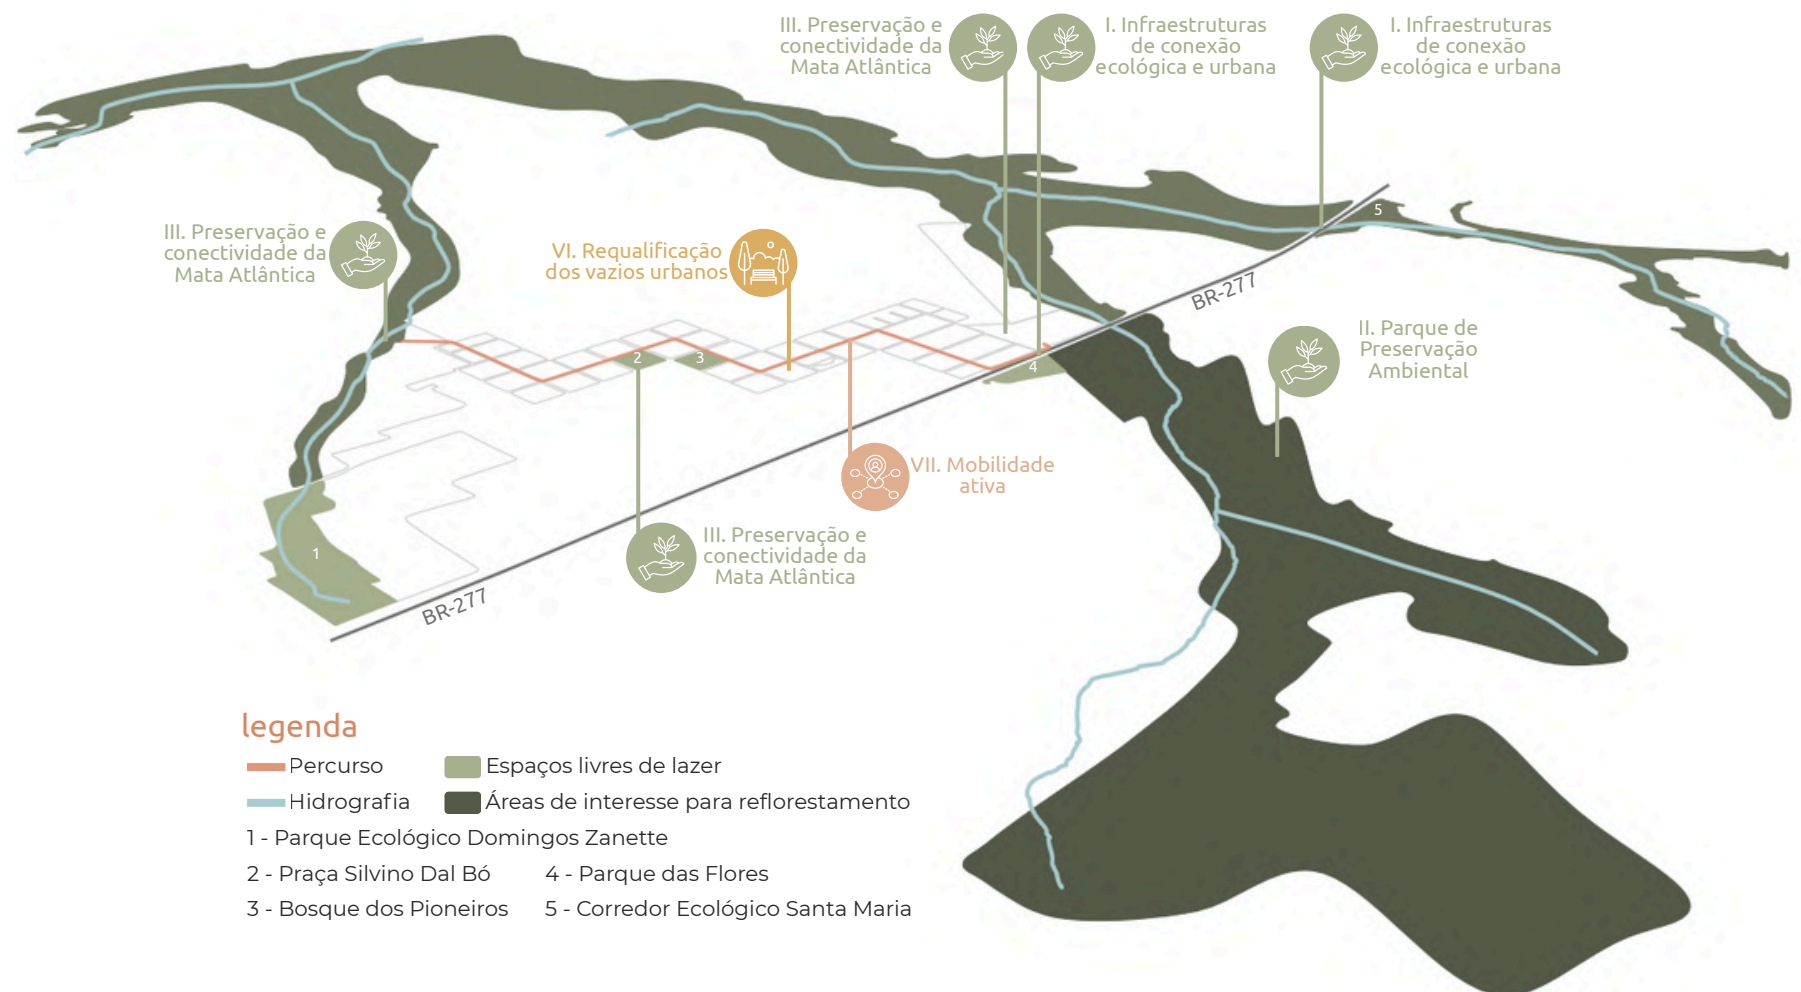 III. Preservação e
conectividade da
Mata Atlântica
I. Infraestruturas
de conexão
ecológica e urbana
I. Infraestruturas
de conexão
ecológica e urbana
5
III. Preservação e
conectividade da
Mata Atlântica
VI. Requalificação
dos vazios urbanos
BR-277
II. Parque de
Preservação
Ambiental
2
3
4
VII. Mobilidade
ativa
III. Preservação e
conectividade da
Mata Atlântica
1
BR-277
legenda
Percurso
Espaços livres de lazer
Hidrografia
Áreas de interesse para reflorestamento
1 - Parque Ecológico Domingos Zanette
2 - Praça Silvino Dal Bó
4 - Parque das Flores
3 - Bosque dos Pioneiros
5 - Corredor Ecológico Santa Maria